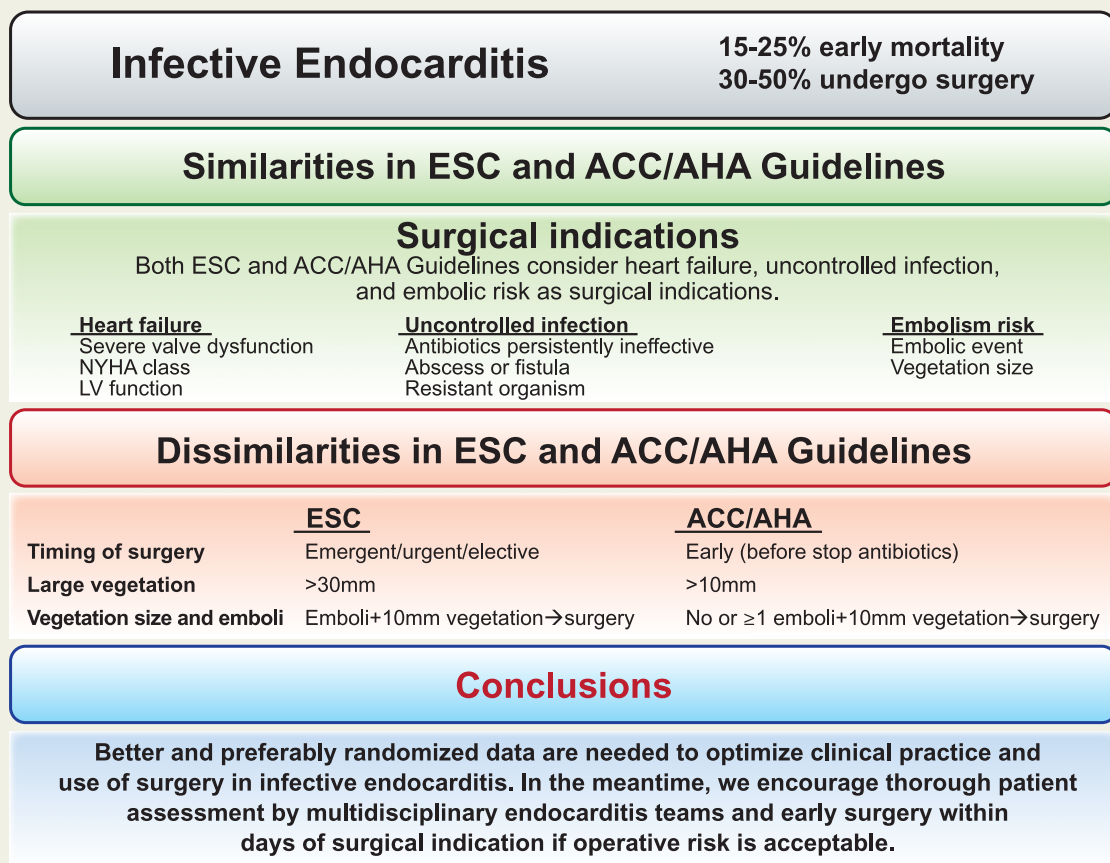 Infective Endocarditis
15-25% early mortality
30-50% undergo surgery
Similarities in ESC and ACC/AHA Guidelines
Surgical indications
Both ESC and ACC/AHA Guidelines consider heart failure, uncontrolled infection,
and embolic risk as surgical indications.
Heart failure
Severe valve dysfunction
NYHA class
LV function
Uncontrolled infection
Antibiotics persistently ineffective
Abscess or fistula
Resistant organism
Embolism risk
Embolic event
Vegetation size
Dissimilarities in ESC and ACC/AHA Guidelines
ESC ACC/AHA
Timing of surgery Emergent/urgent/elective Early (before stop antibiotics)
Large vegetation >30mm >10mm
Vegetation size and emboli Emboli+10mm vegetation→surgery No or ≥1 emboli+10mm vegetation→surgery
Conclusions
Better and preferably randomized data are needed to optimize clinical practice and
use of surgery in infective endocarditis. In the meantime, we encourage thorough patient
assessment by multidisciplinary endocarditis teams and early surgery within
days of surgical indication if operative risk is acceptable.